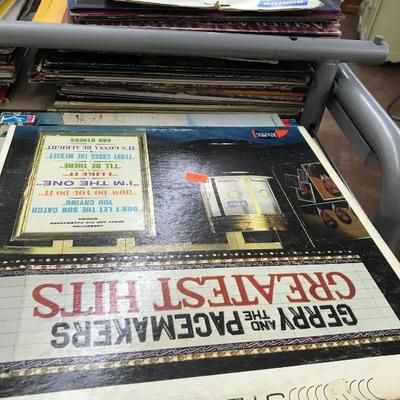 GERRY AND THE PACEMAKERS
GREATEST HITS
DON'T LET THE SUN CATCH
YOU CRYING
"HOW DO YOU DO IT"
"I LIKE IT"
"I'M THE ONE"
"I'LL BE THERE"
"FERRY CROSS THE MERSEY"
"IT'S GONNA BE ALRIGHT"
AND OTHERS